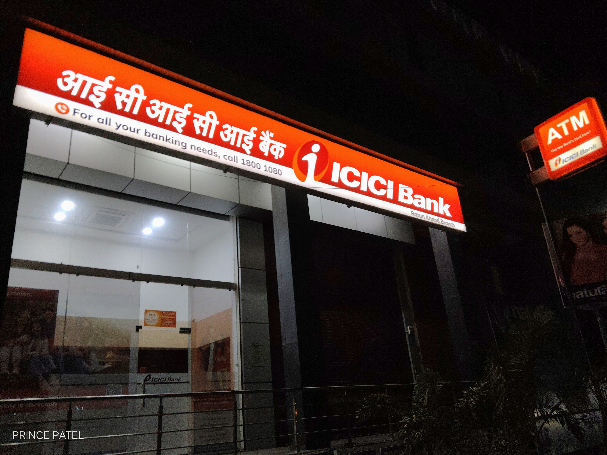 आई सी आई सी आई बैंक
For all your banking needs, call 1800 1080
i ICICI Bank
ATM
ICICI Bank
ICICI Bank
PRINCE PATEL